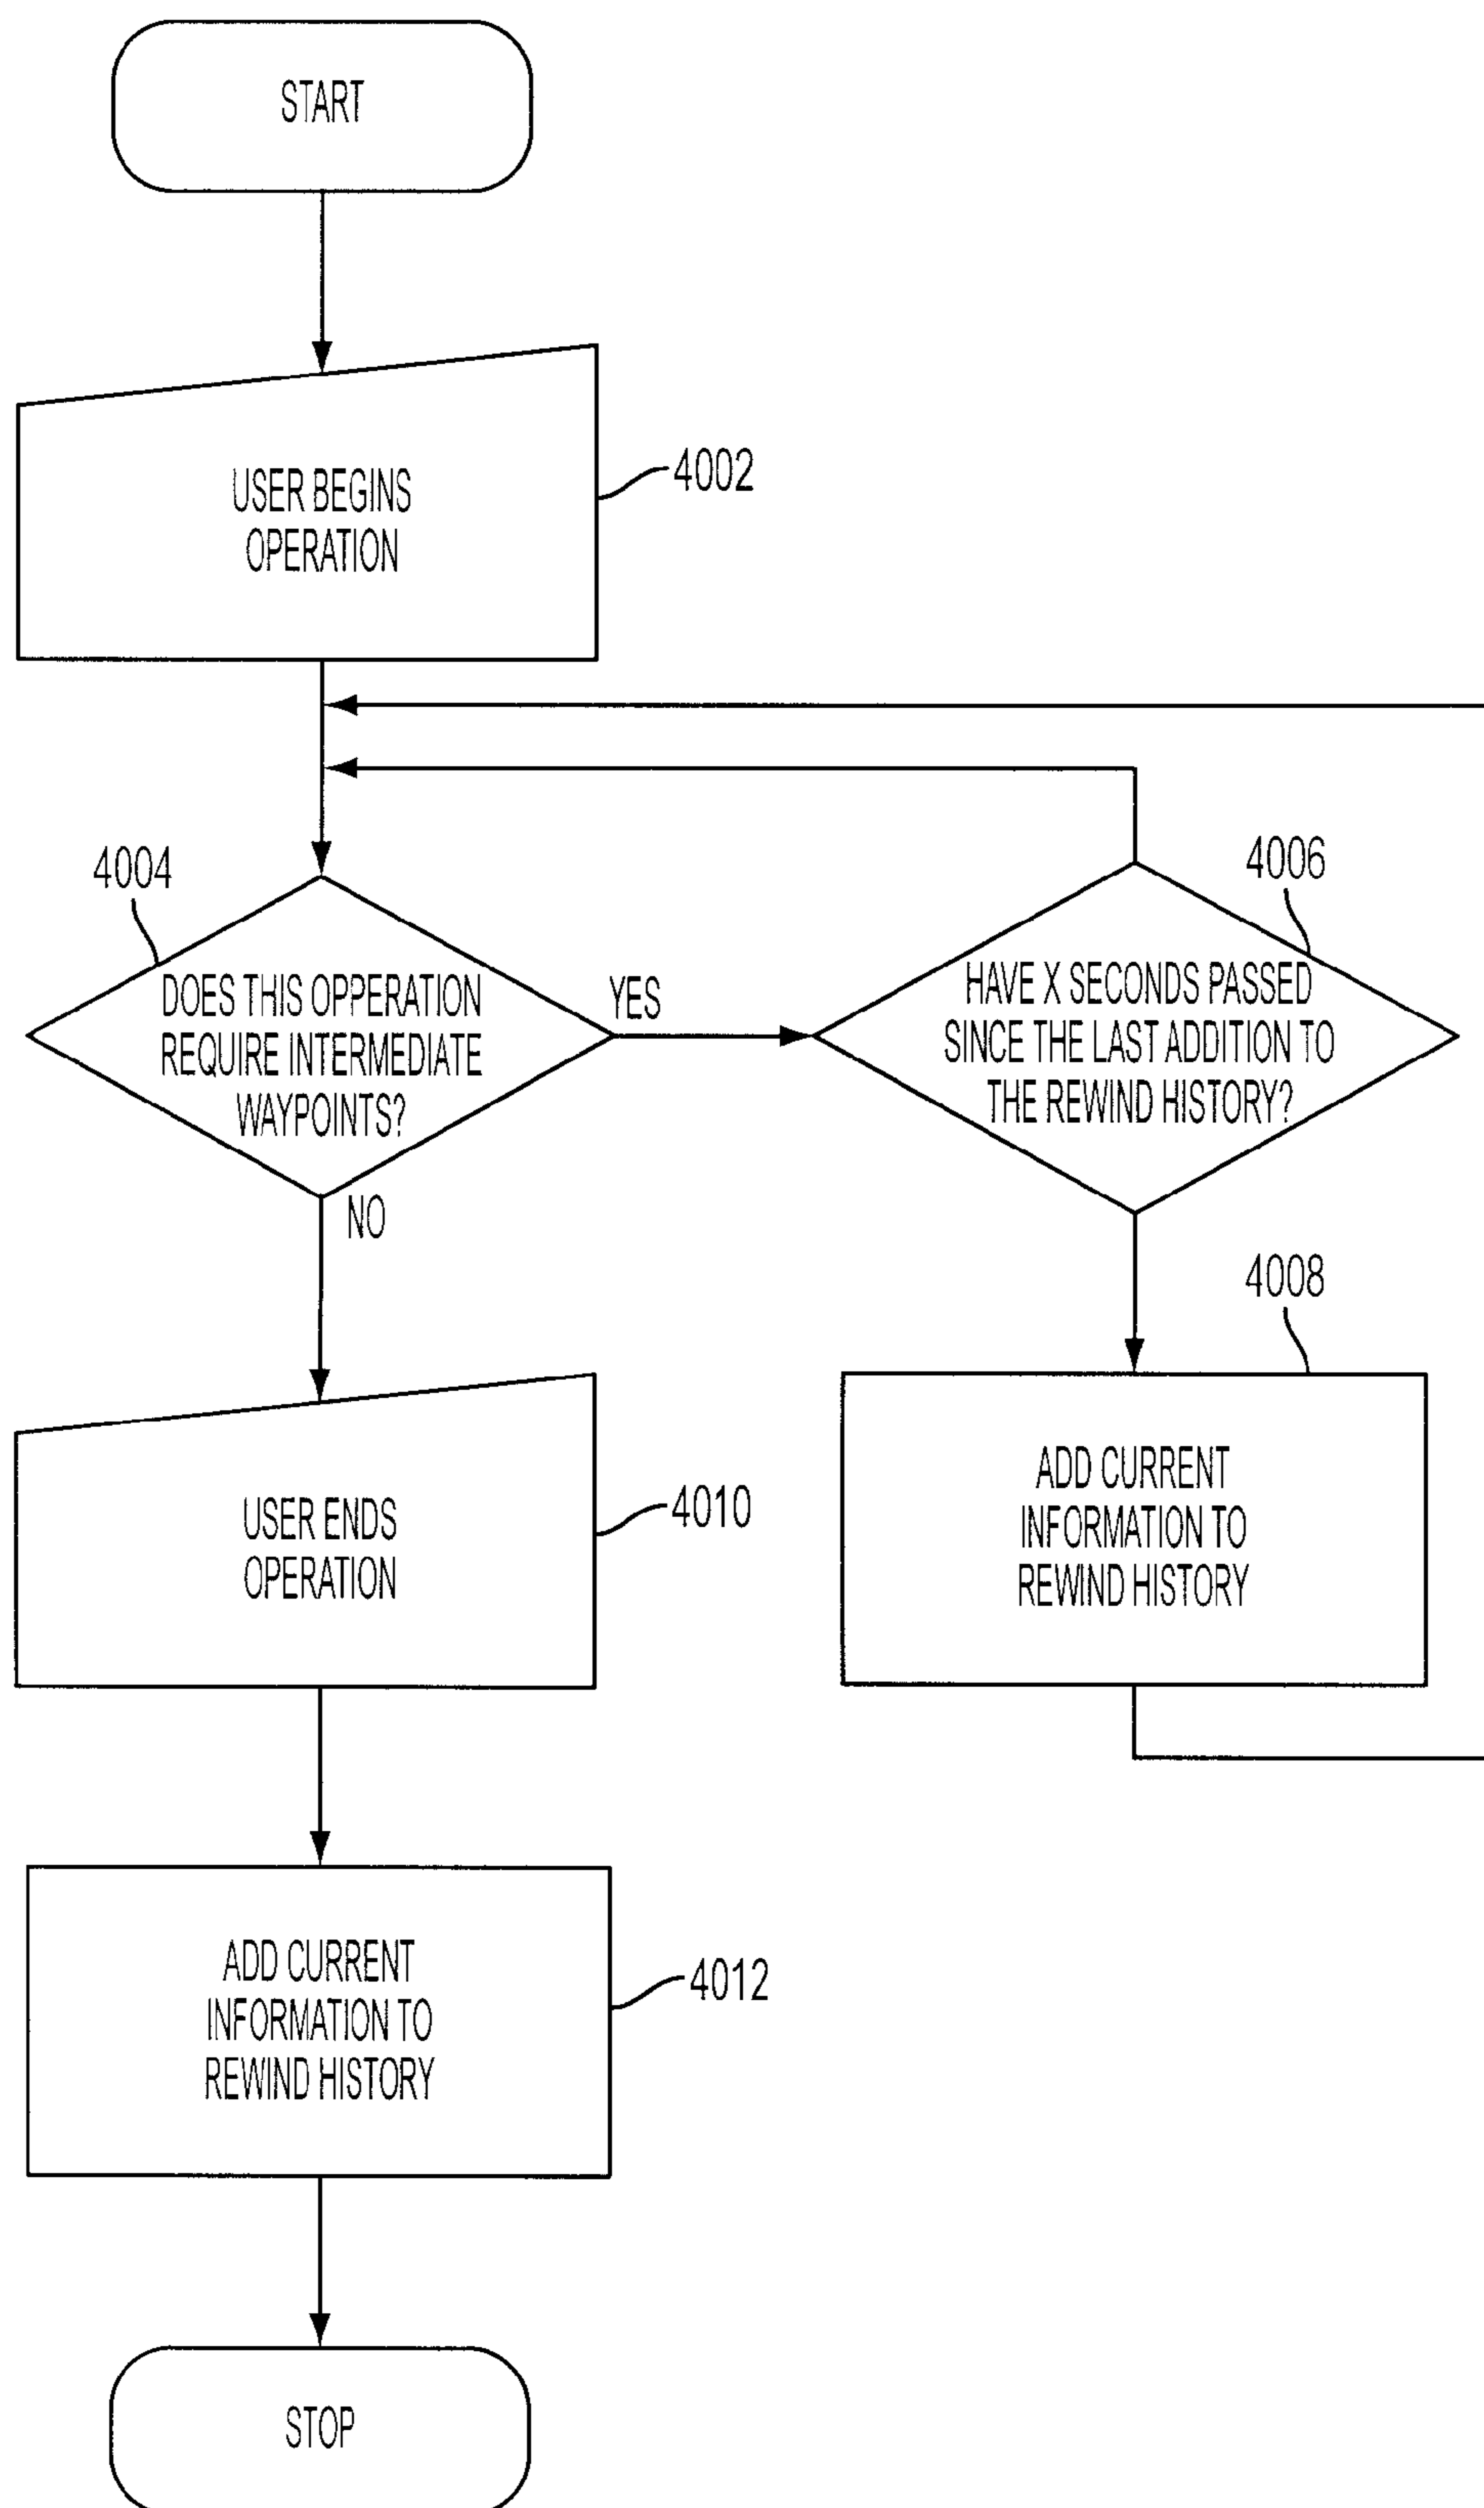 START
USER BEGINS
OPERATION
4002
4004
DOES THIS OPPERATION
REQUIRE INTERMEDIATE
WAYPOINTS?
YES
NO
4006
HAVE X SECONDS PASSED
SINCE THE LAST ADDITION TO
THE REWIND HISTORY?
4008
ADD CURRENT
INFORMATION TO
REWIND HISTORY
USER ENDS
OPERATION
4010
ADD CURRENT
INFORMATION TO
REWIND HISTORY
4012
STOP